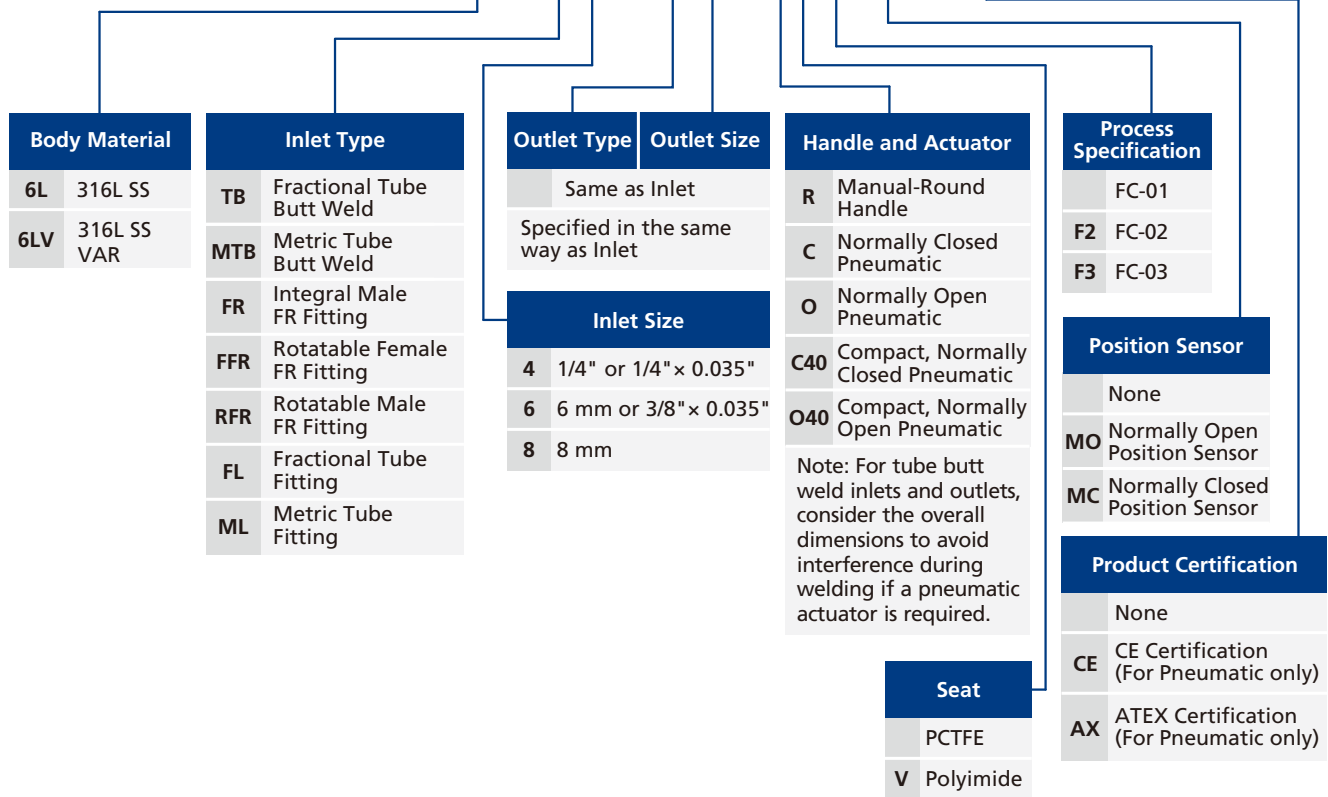 Body Material
6L 316L SS
6LV 316L SS
VAR
Inlet Type
TB Fractional Tube
Butt Weld
MTB Metric Tube
Butt Weld
FR Integral Male
FR Fitting
FFR Rotatable Female
FR Fitting
RFR Rotatable Male
FR Fitting
FL Fractional Tube
Fitting
ML Metric Tube
Fitting
Outlet Type Outlet Size
Same as Inlet
Specified in the same
way as Inlet
Inlet Size
4 1/4" or 1/4"× 0.035"
6 6 mm or 3/8"× 0.035"
8 8 mm
Handle and Actuator
R Manual-Round
Handle
C Normally Closed
Pneumatic
O Normally Open
Pneumatic
C40 Compact, Normally
Closed Pneumatic
O40 Compact, Normally
Open Pneumatic
Note: For tube butt
weld inlets and outlets,
consider the overall
dimensions to avoid
interference during
welding if a pneumatic
actuator is required.
Seat
PCTFE
V Polyimide
Process
Specification
FC-01
F2 FC-02
F3 FC-03
Position Sensor
None
MO Normally Open
Position Sensor
MC Normally Closed
Position Sensor
Product Certification
None
CE CE Certification
(For Pneumatic only)
AX ATEX Certification
(For Pneumatic only)